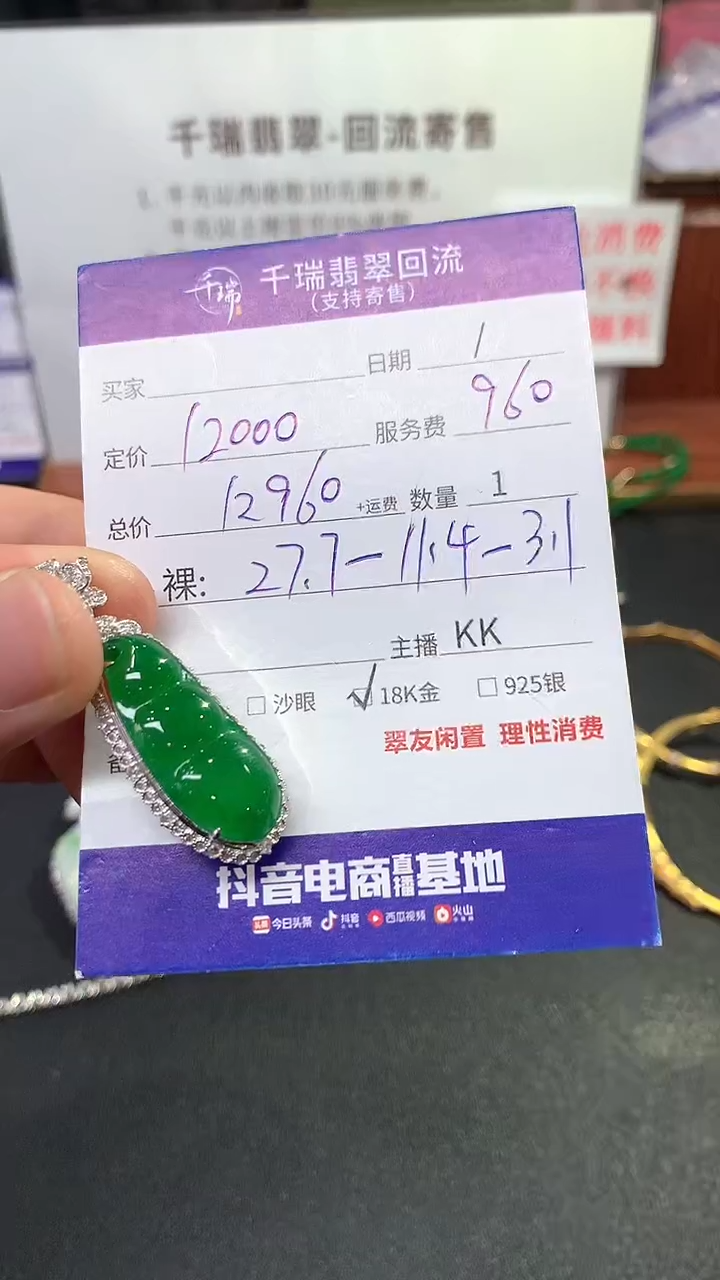 千瑞翡翠-回流寄售
千瑞
千瑞翡翠回流
(支持寄售)
买家 日期 /
定价 12000 服务费 960
总价 12960 +运费 数量 1
裸: 27.7-11.4-3.1
主播 KK
□沙眼 ✓18K金 □925银
翠友闲置 理性消费
抖音电商直播基地
头条 今日头条 抖音 西瓜视频 火山